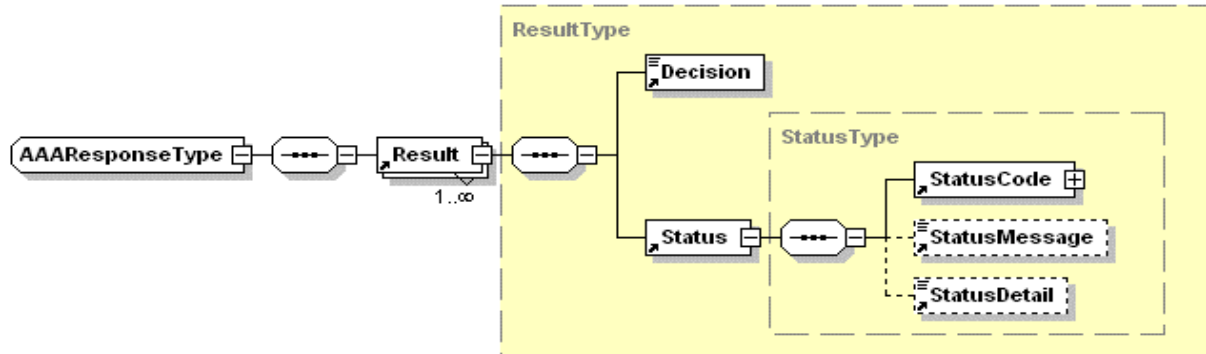 ResultType
Decision
StatusType
AAAResponseType
Result
1..∞
StatusCode
Status
StatusMessage
StatusDetail